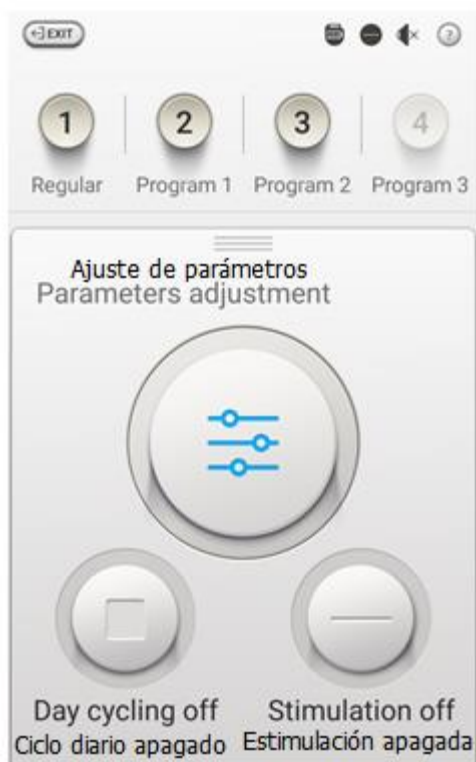 EXIT
?
1 2 3 4
Regular Program 1 Program 2 Program 3
Ajuste de parámetros
Parameters adjustment
Day cycling off Stimulation off
Ciclo diario apagado Estimulación apagada